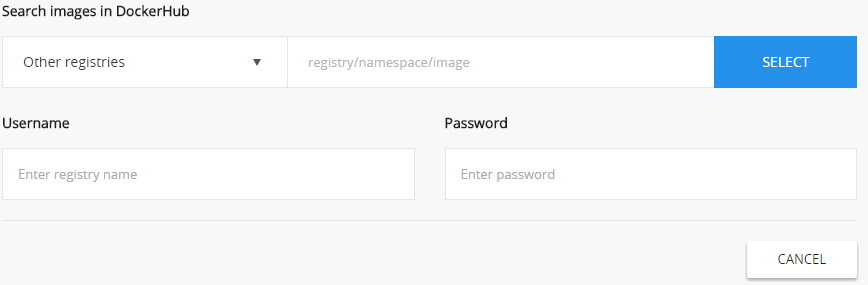 Search images in DockerHub
Other registries
registry/namespace/image
SELECT
Username
Password
Enter registry name
Enter password
CANCEL